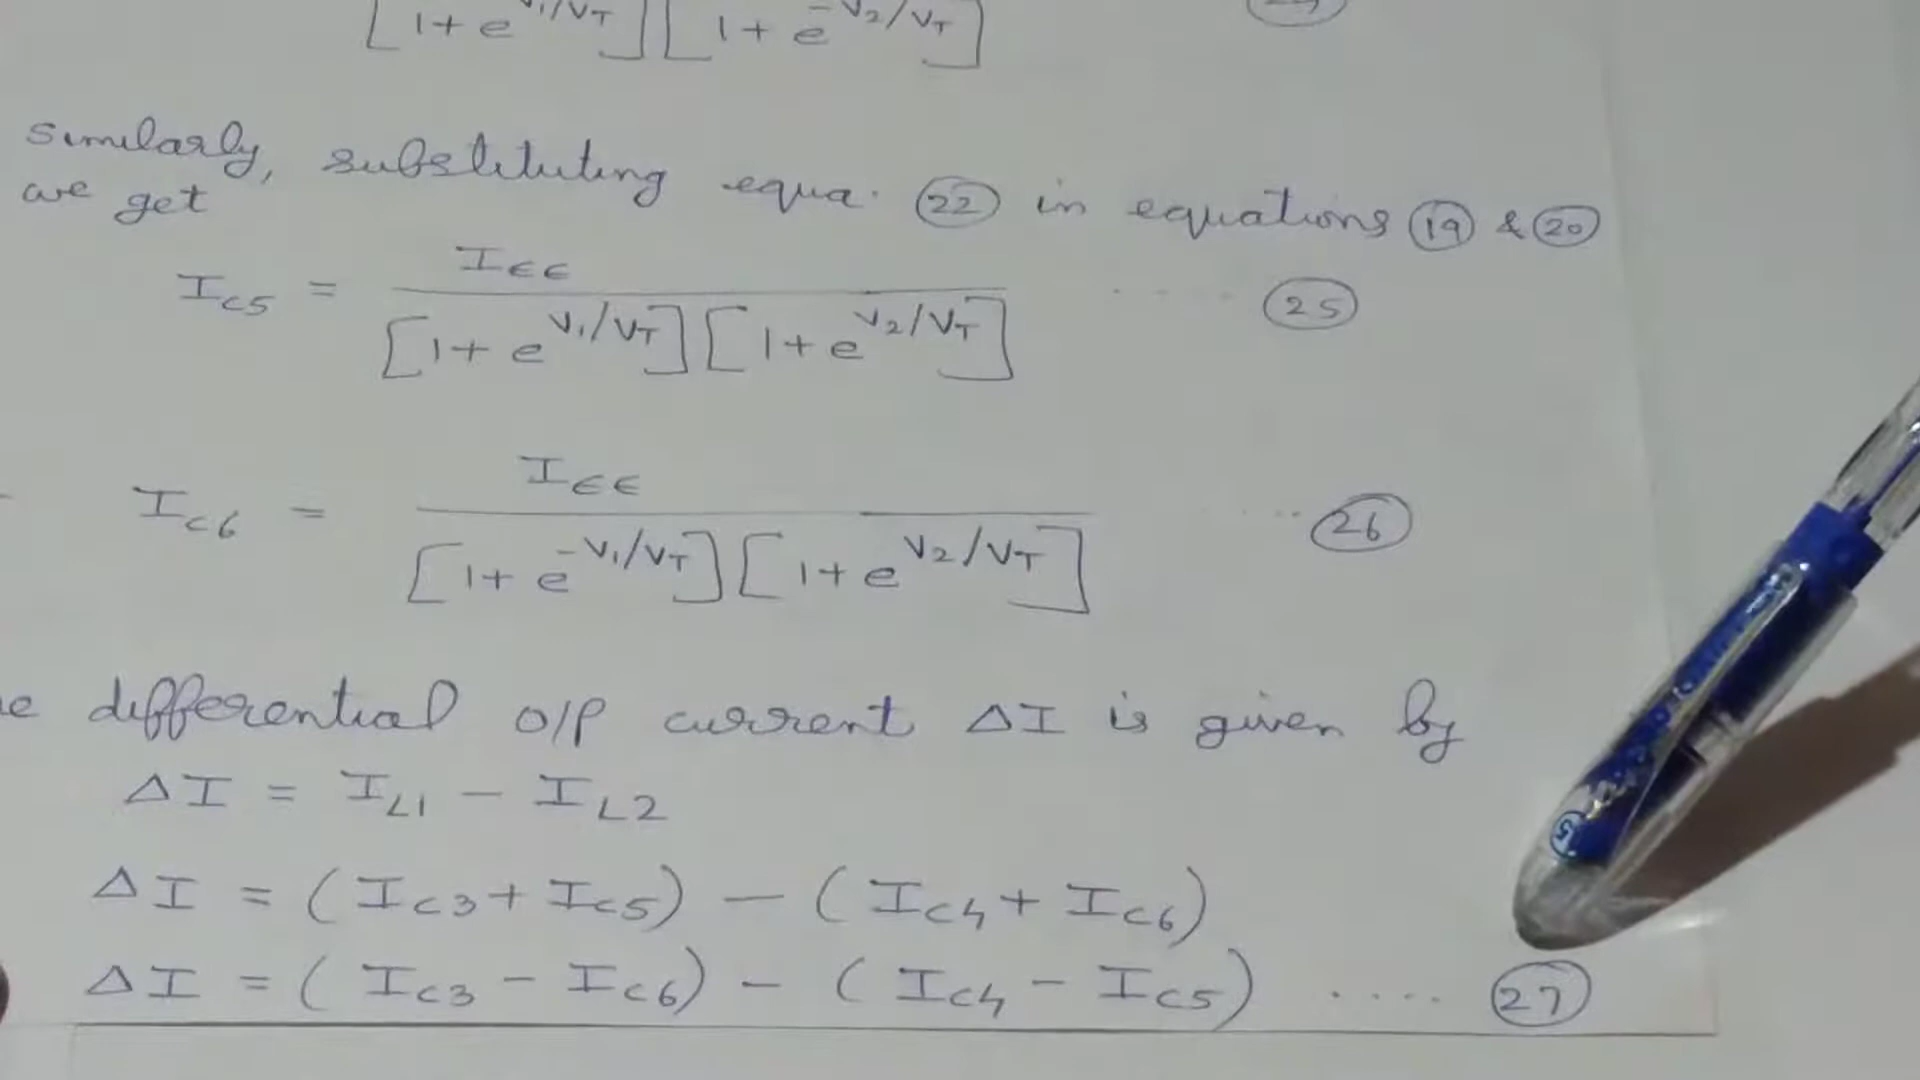 [1+e^V1/VT][1+e^-V2/VT]
Similarly, substituting equa. (22) in equations (19) & (20)
we get
IC5 = IEE / [1+e^V1/VT][1+e^V2/VT] ..... (25)
IC6 = IEE / [1+e^-V1/VT][1+e^V2/VT] ..... (26)
e differential o/p current ΔI is given by
ΔI = IL1 - IL2
ΔI = (IC3 + IC5) - (IC4 + IC6)
ΔI = (IC3 - IC6) - (IC4 - IC5) .... (27)